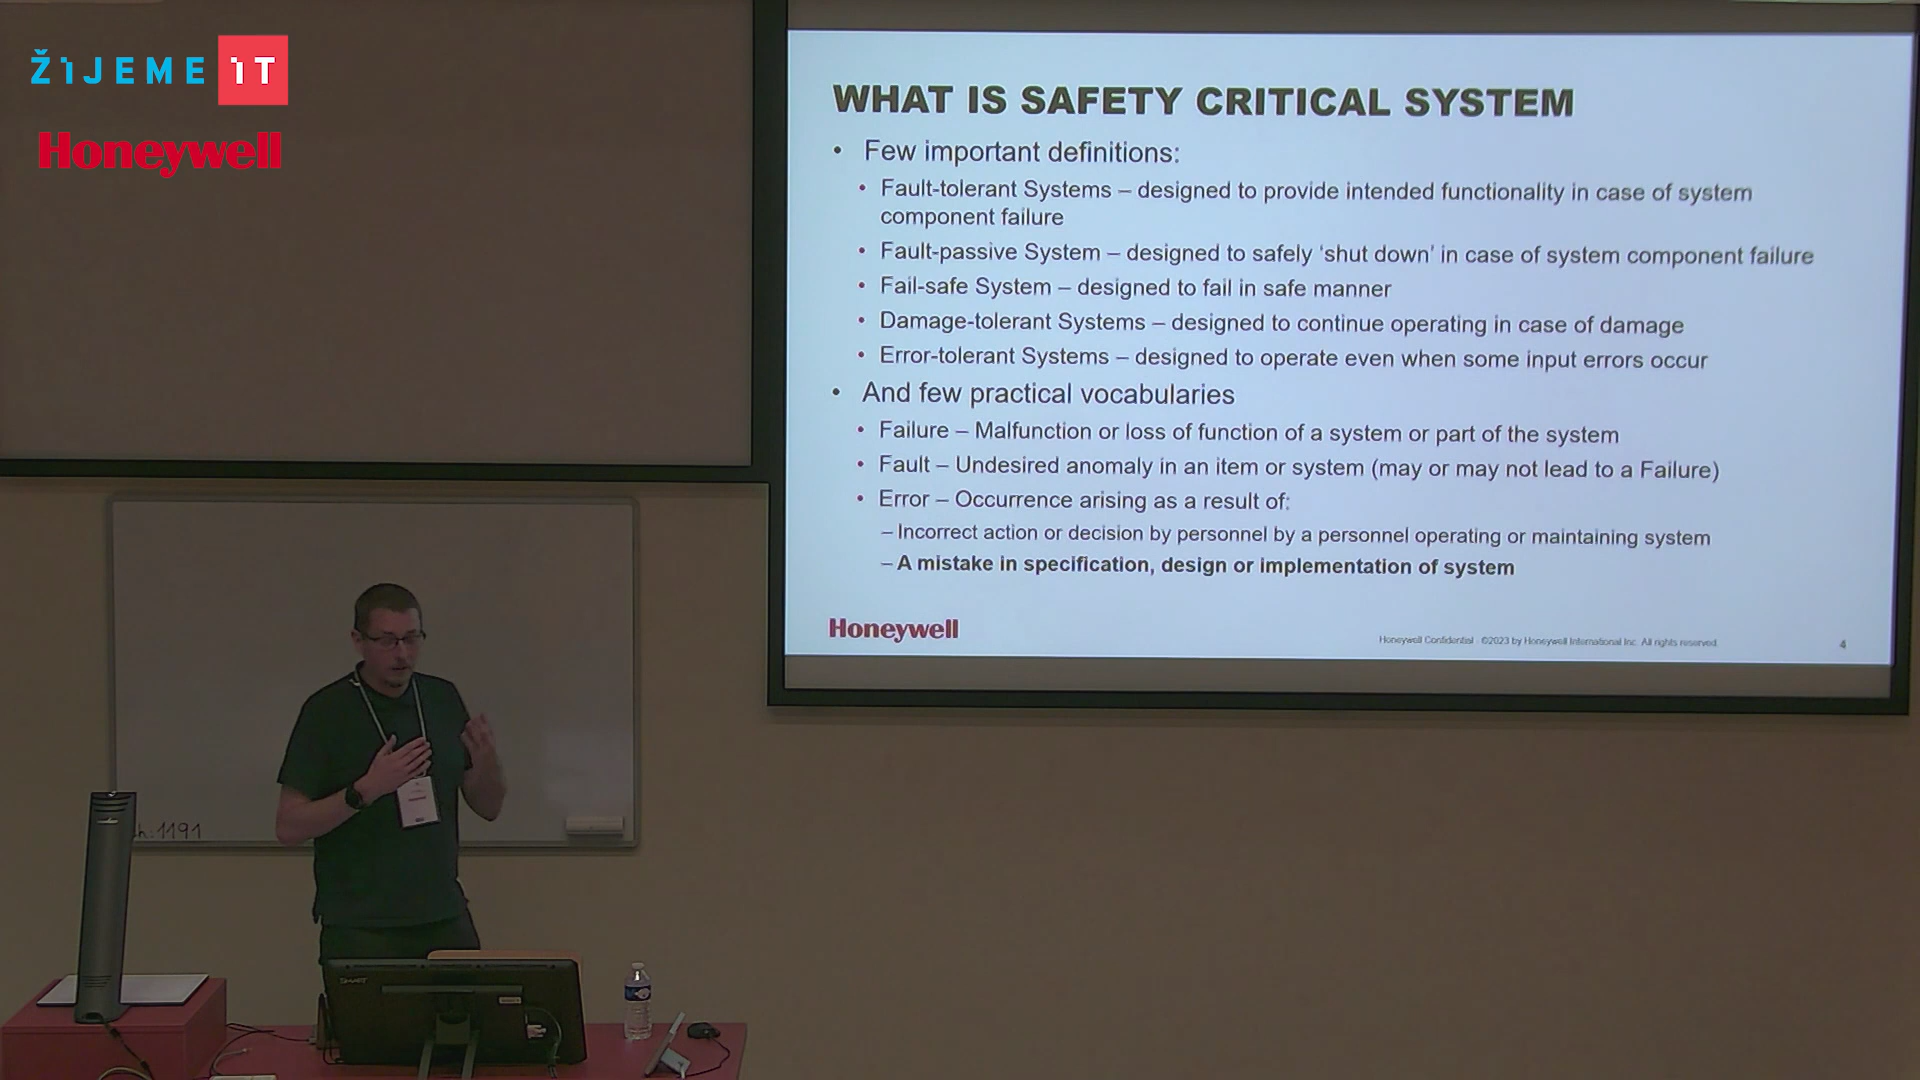 ŽIJEME IT
Honeywell
WHAT IS SAFETY CRITICAL SYSTEM
• Few important definitions:
• Fault-tolerant Systems – designed to provide intended functionality in case of system
component failure
• Fault-passive System – designed to safely ‘shut down’ in case of system component failure
• Fail-safe System – designed to fail in safe manner
• Damage-tolerant Systems – designed to continue operating in case of damage
• Error-tolerant Systems – designed to operate even when some input errors occur
• And few practical vocabularies
• Failure – Malfunction or loss of function of a system or part of the system
• Fault – Undesired anomaly in an item or system (may or may not lead to a Failure)
• Error – Occurrence arising as a result of:
– Incorrect action or decision by personnel by a personnel operating or maintaining system
– A mistake in specification, design or implementation of system
Honeywell
Honeywell Confidential - ©2023 by Honeywell International Inc. All rights reserved.
4
h:1191
SMART